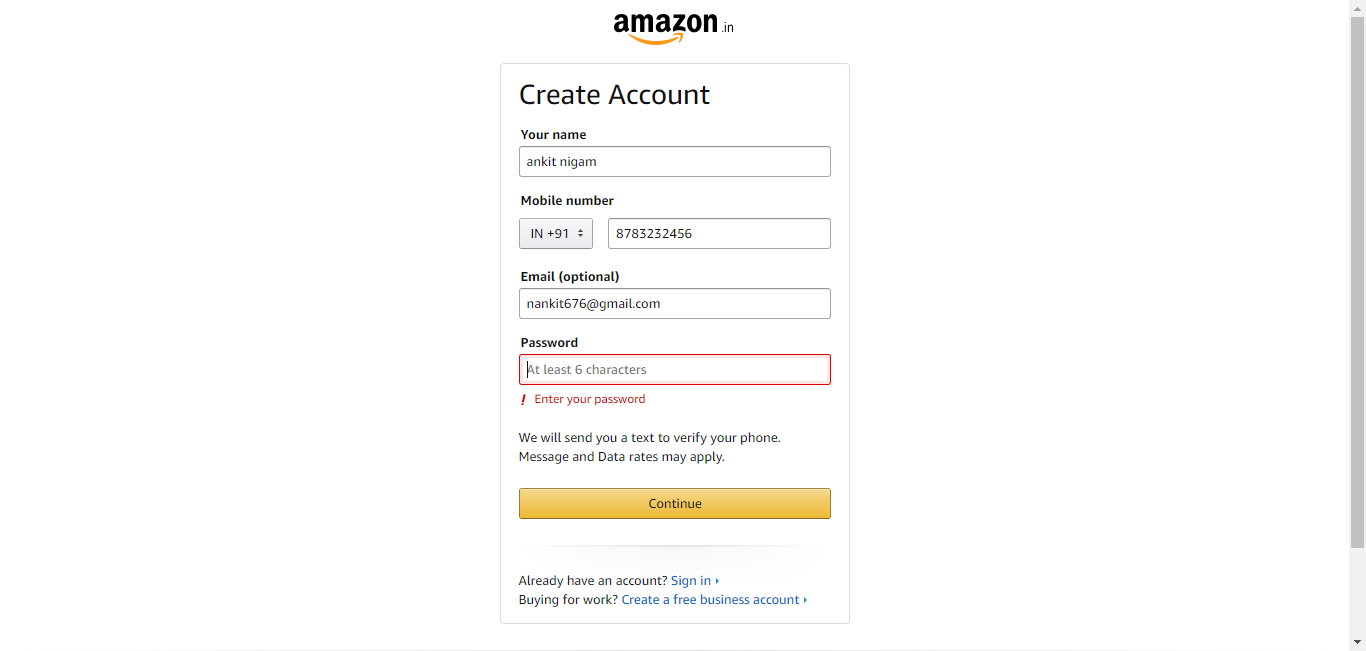 amazon.in
Create Account
Your name
ankit nigam
Mobile number
IN +91 8783232456
Email (optional)
nankit676@gmail.com
Password
At least 6 characters
! Enter your password
We will send you a text to verify your phone.
Message and Data rates may apply.
Continue
Already have an account? Sign in
Buying for work? Create a free business account